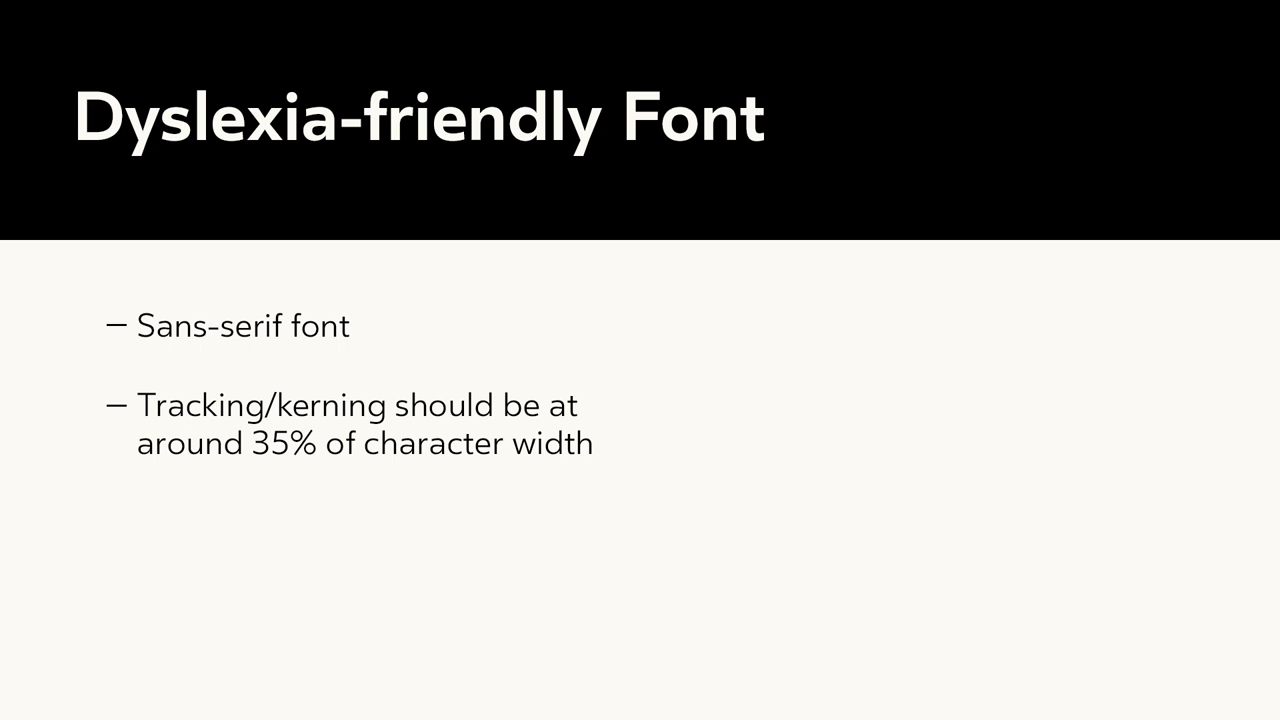 Dyslexia-friendly Font
– Sans-serif font
– Tracking/kerning should be at
around 35% of character width